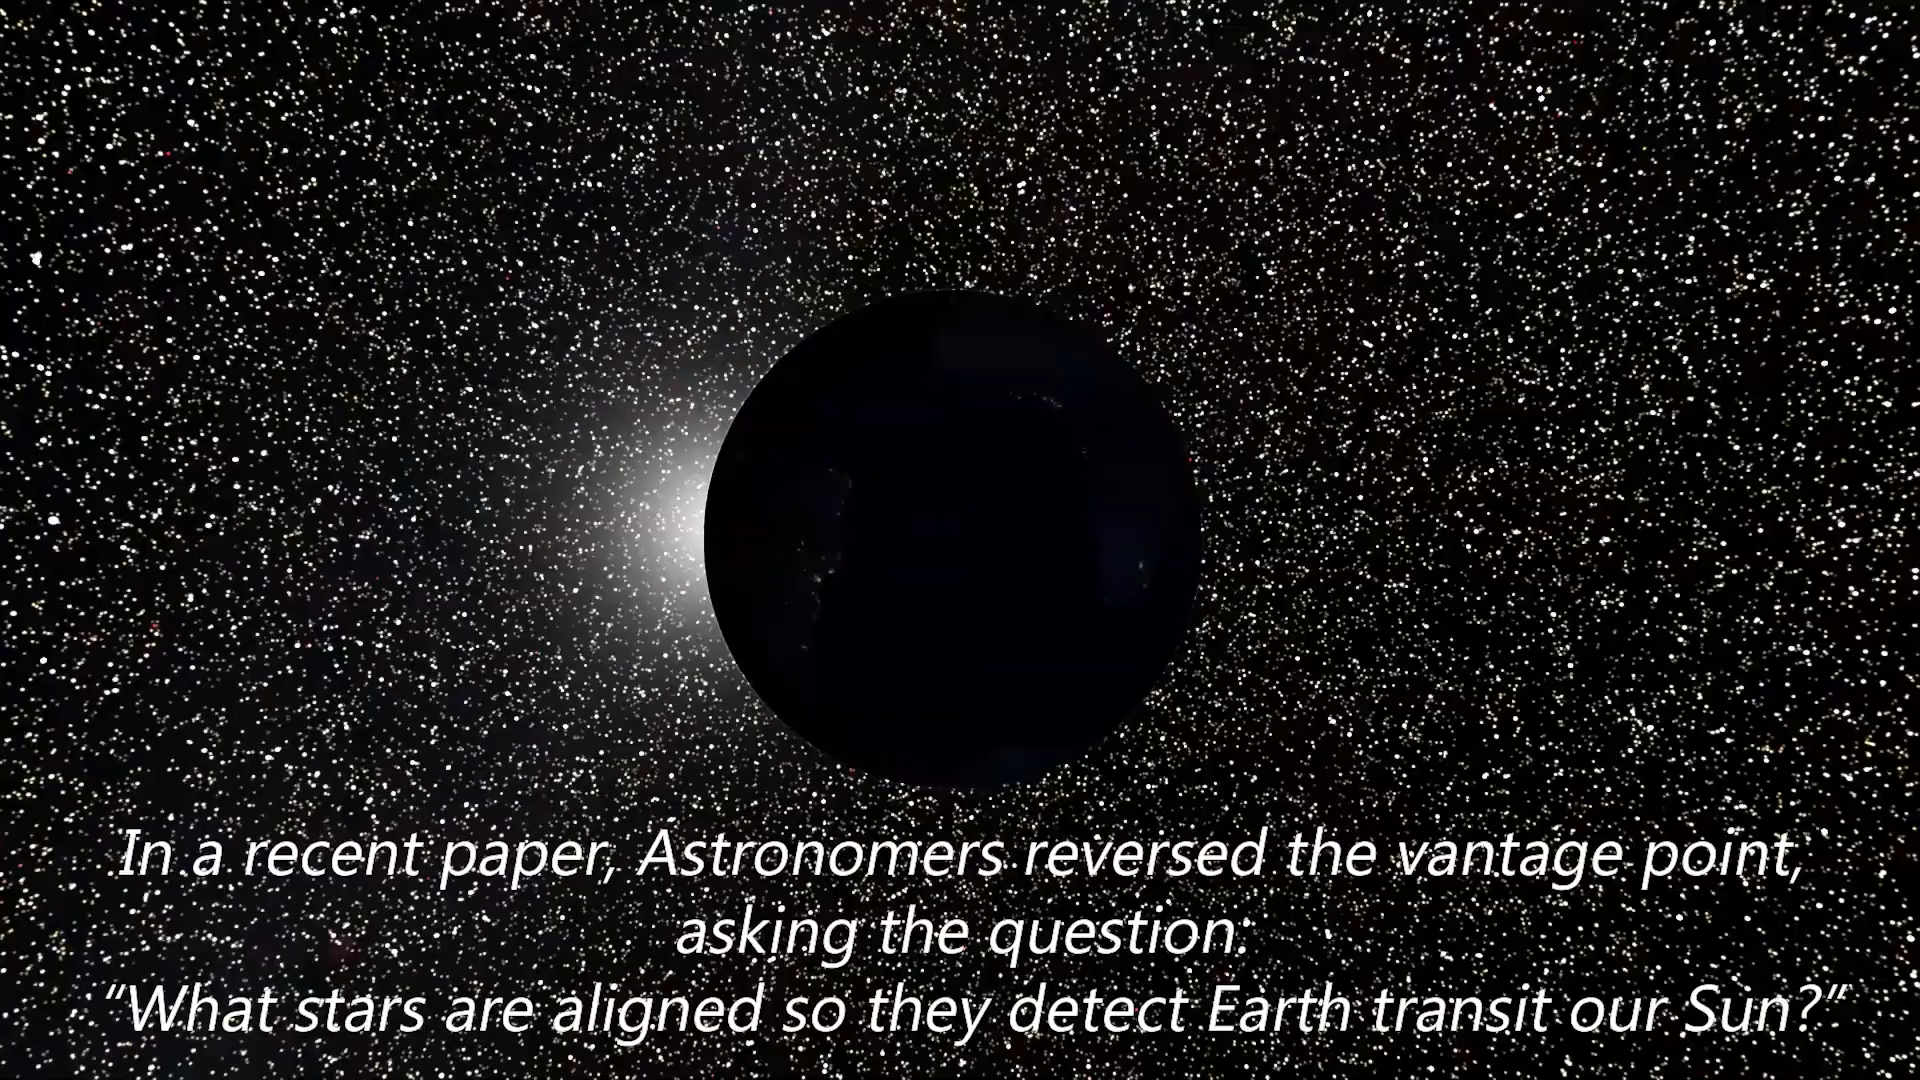 In a recent paper, Astronomers reversed the vantage point,
asking the question:
“What stars are aligned so they detect Earth transit our Sun?”